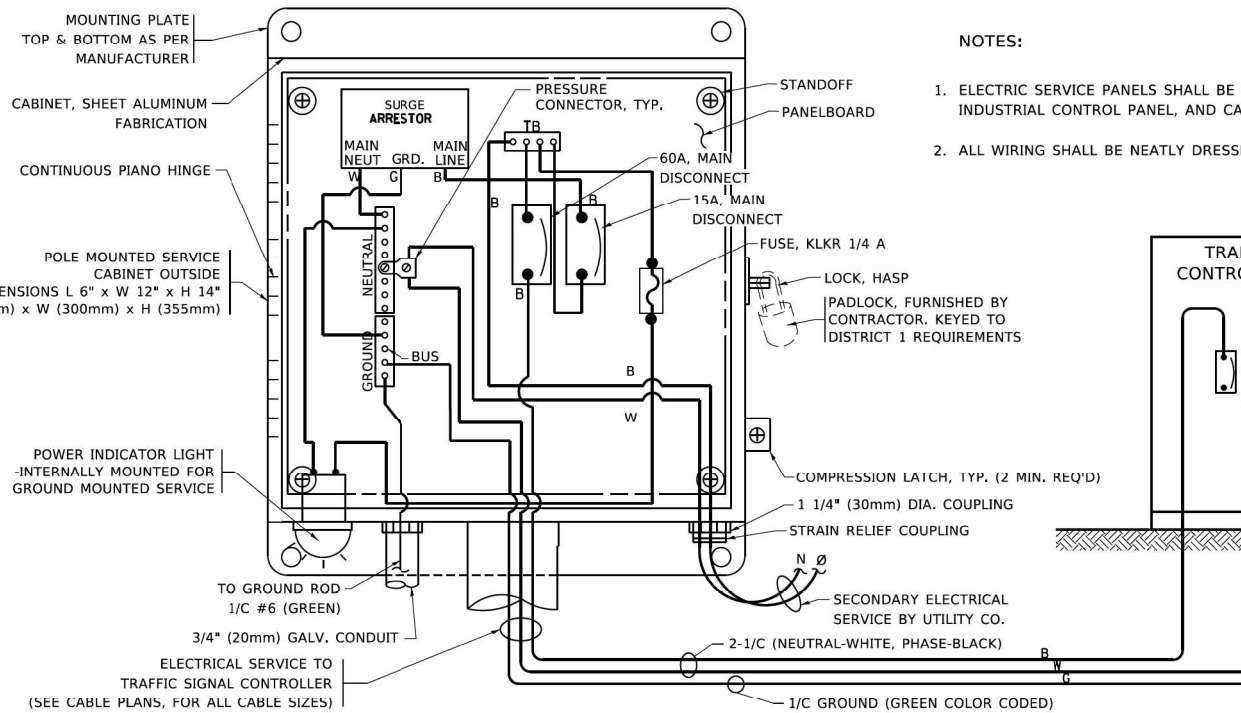 MOUNTING PLATE
TOP & BOTTOM AS PER
MANUFACTURER
CABINET, SHEET ALUMINUM
FABRICATION
CONTINUOUS PIANO HINGE
POLE MOUNTED SERVICE
CABINET OUTSIDE
ENSIONS L 6" x W 12" x H 14"
m) x W (300mm) x H (355mm)
POWER INDICATOR LIGHT
-INTERNALLY MOUNTED FOR
GROUND MOUNTED SERVICE
SURGE
ARRESTOR
MAIN
NEUT
GRD.
MAIN
LINE
W
G
B
PRESSURE
CONNECTOR, TYP.
TB
STANDOFF
PANELBOARD
60A, MAIN
DISCONNECT
15A, MAIN
DISCONNECT
B
B
B
NEUTRAL
GROUND
BUS
FUSE, KLKR 1/4 A
LOCK, HASP
PADLOCK, FURNISHED BY
CONTRACTOR. KEYED TO
DISTRICT 1 REQUIREMENTS
B
W
COMPRESSION LATCH, TYP. (2 MIN. REQ'D)
1 1/4" (30mm) DIA. COUPLING
STRAIN RELIEF COUPLING
N Ø
SECONDARY ELECTRICAL
SERVICE BY UTILITY CO.
TO GROUND ROD
1/C #6 (GREEN)
3/4" (20mm) GALV. CONDUIT
ELECTRICAL SERVICE TO
TRAFFIC SIGNAL CONTROLLER
(SEE CABLE PLANS, FOR ALL CABLE SIZES)
2-1/C (NEUTRAL-WHITE, PHASE-BLACK)
B
W
G
1/C GROUND (GREEN COLOR CODED)
NOTES:
1. ELECTRIC SERVICE PANELS SHALL BE
INDUSTRIAL CONTROL PANEL, AND CA
2. ALL WIRING SHALL BE NEATLY DRESS
TRA
CONTRO